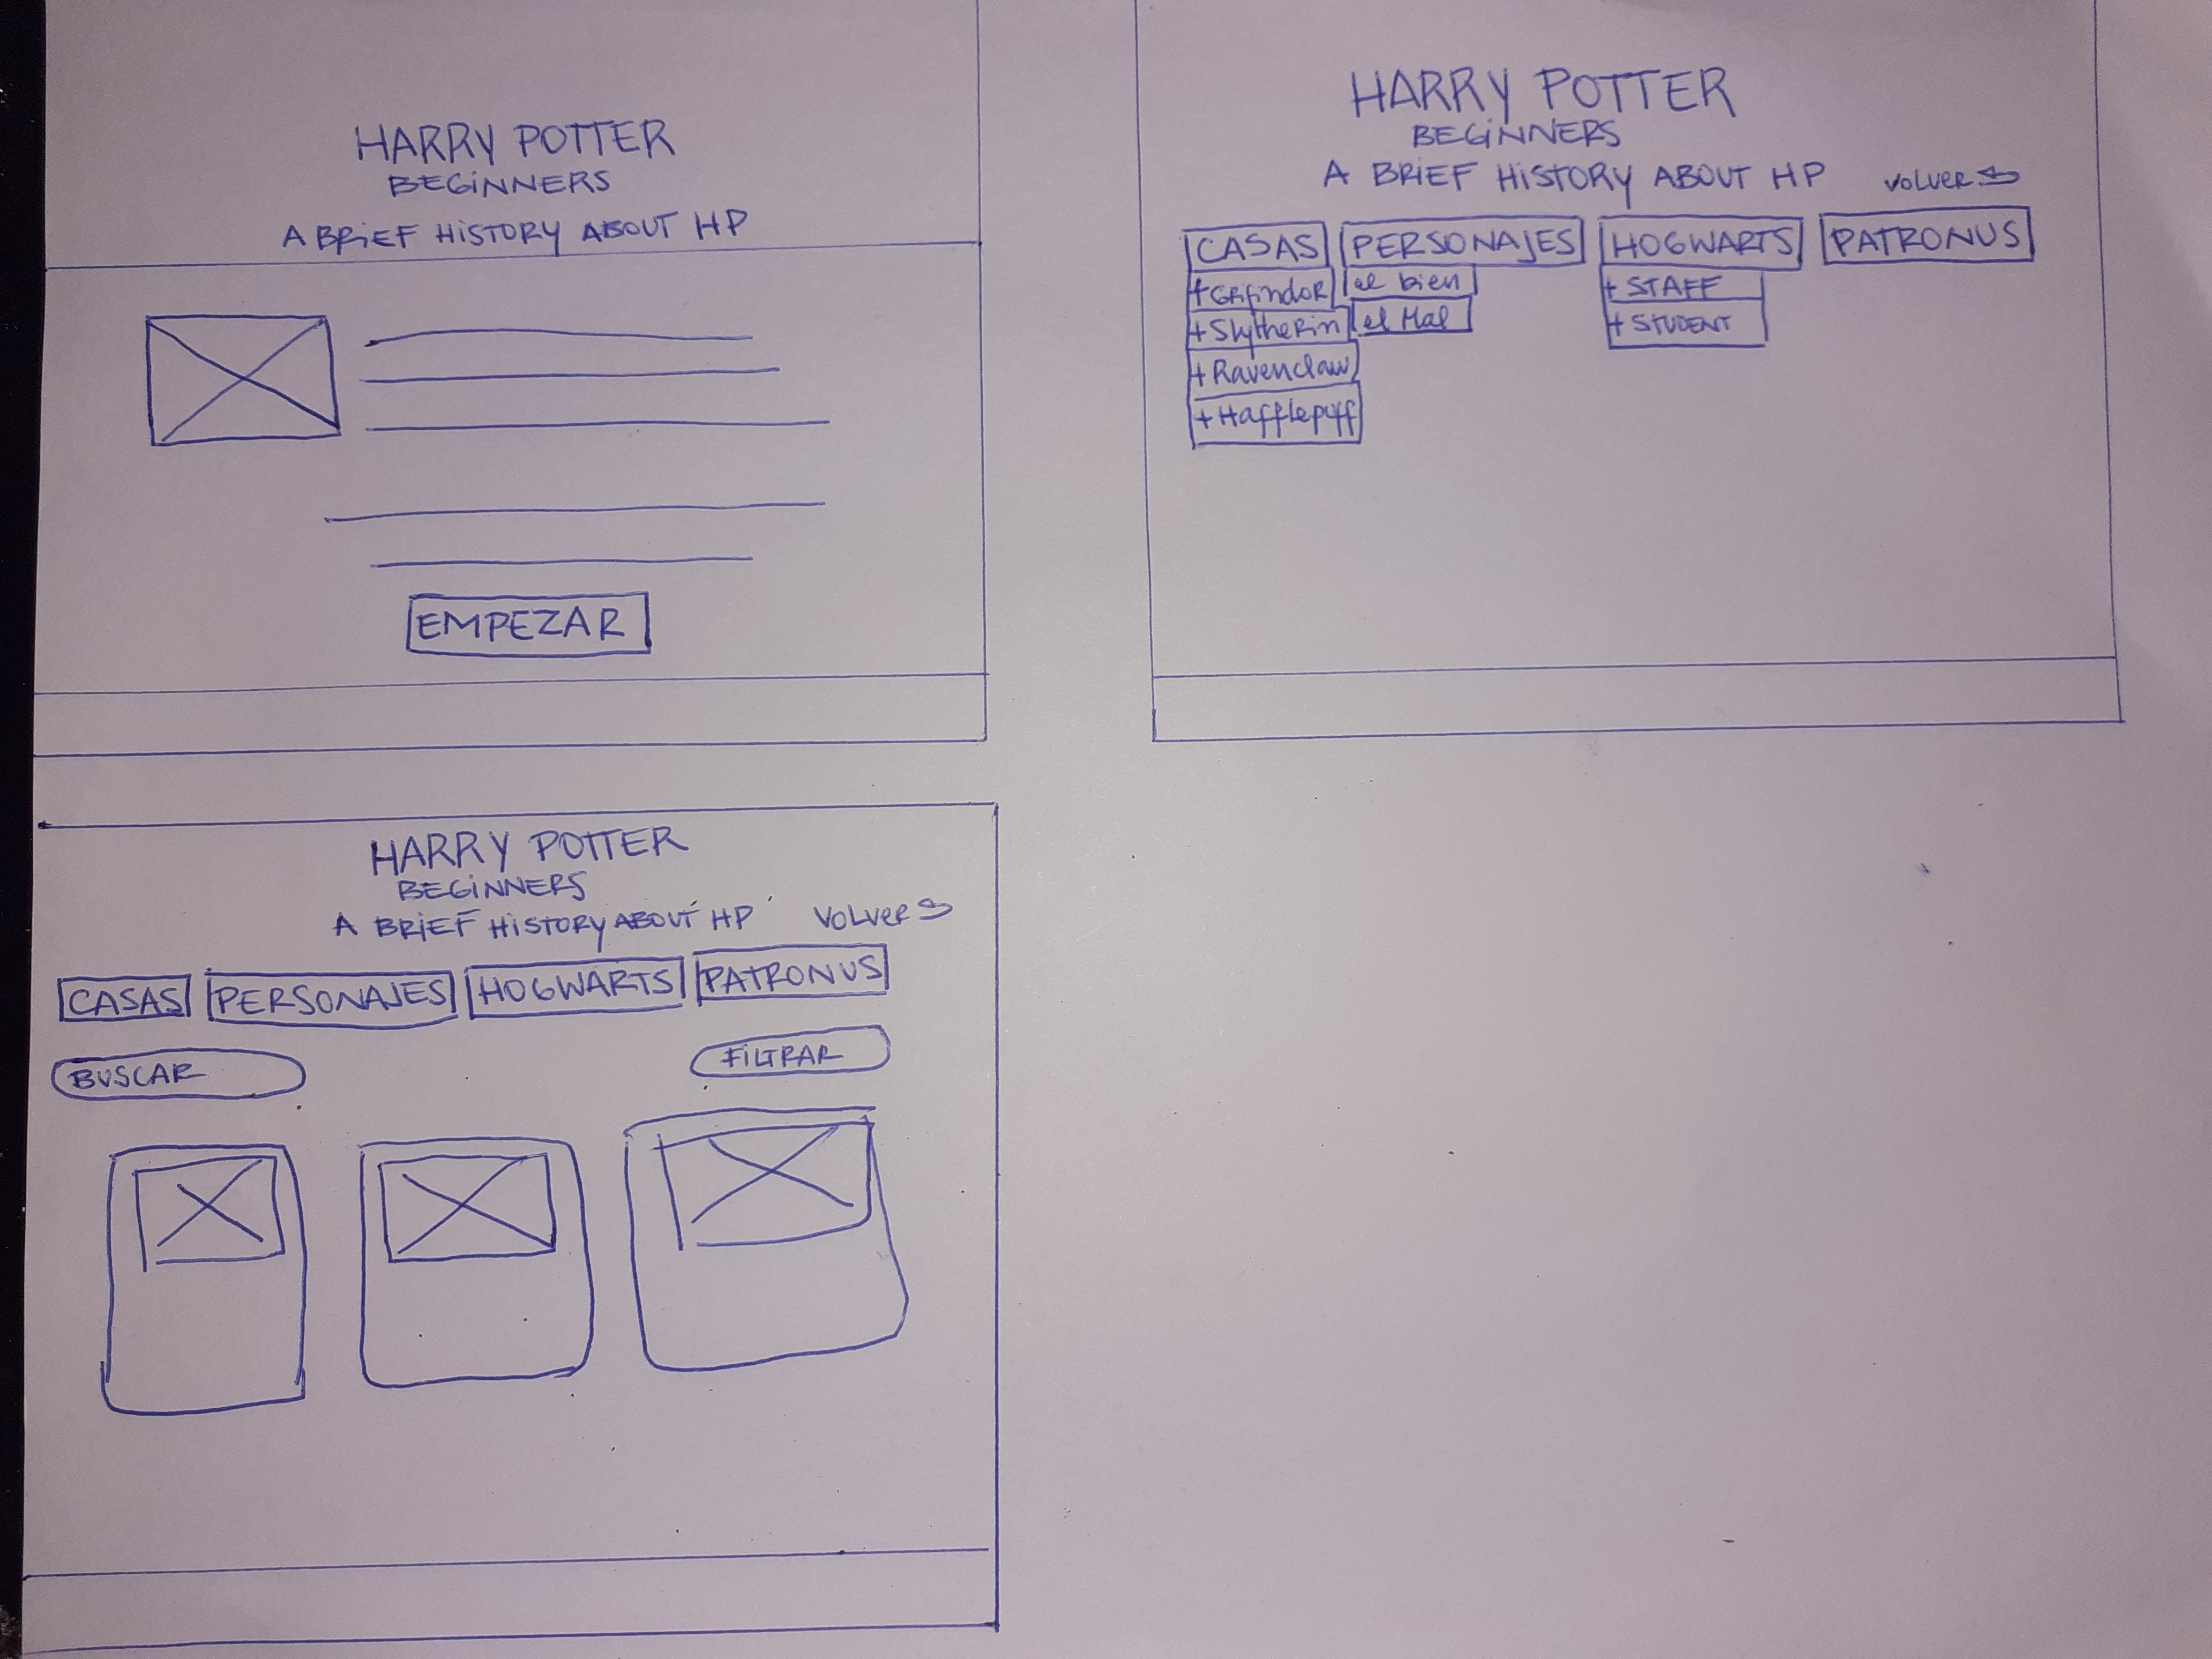 HARRY POTTER
BEGINNERS
A BRIEF HISTORY ABOUT HP
EMPEZAR
HARRY POTTER
BEGINNERS
A BRIEF HISTORY ABOUT HP VOLVER
CASAS PERSONAJES HOGWARTS PATRONUS
+ Grifindor el bien + STAFF
+ Slytherin el Mal + STUDENT
+ Ravenclaw
+ Hafflepuff
HARRY POTTER
BEGINNERS
A BRIEF HISTORY ABOUT HP VOLVER
CASAS PERSONAJES HOGWARTS PATRONUS
BUSCAR FILTRAR